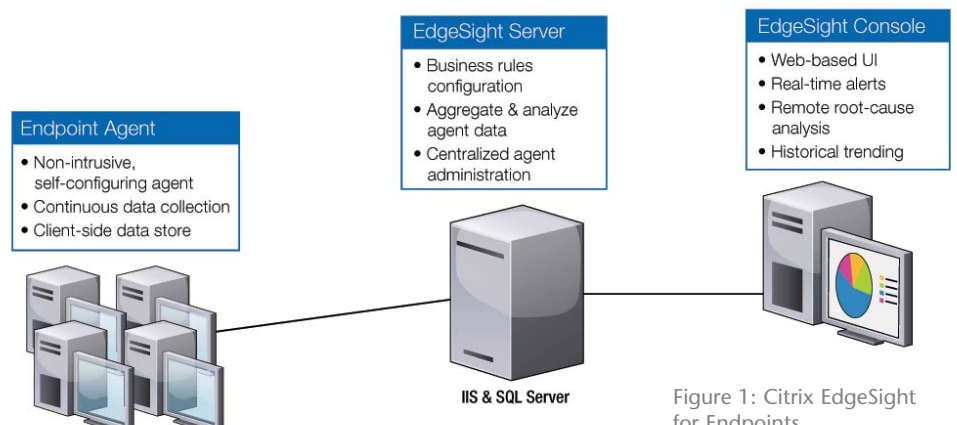 Endpoint Agent
• Non-intrusive,
self-configuring agent
• Continuous data collection
• Client-side data store
EdgeSight Server
• Business rules
configuration
• Aggregate & analyze
agent data
• Centralized agent
administration
EdgeSight Console
• Web-based UI
• Real-time alerts
• Remote root-cause
analysis
• Historical trending
IIS & SQL Server
Figure 1: Citrix EdgeSight
for Endpoints